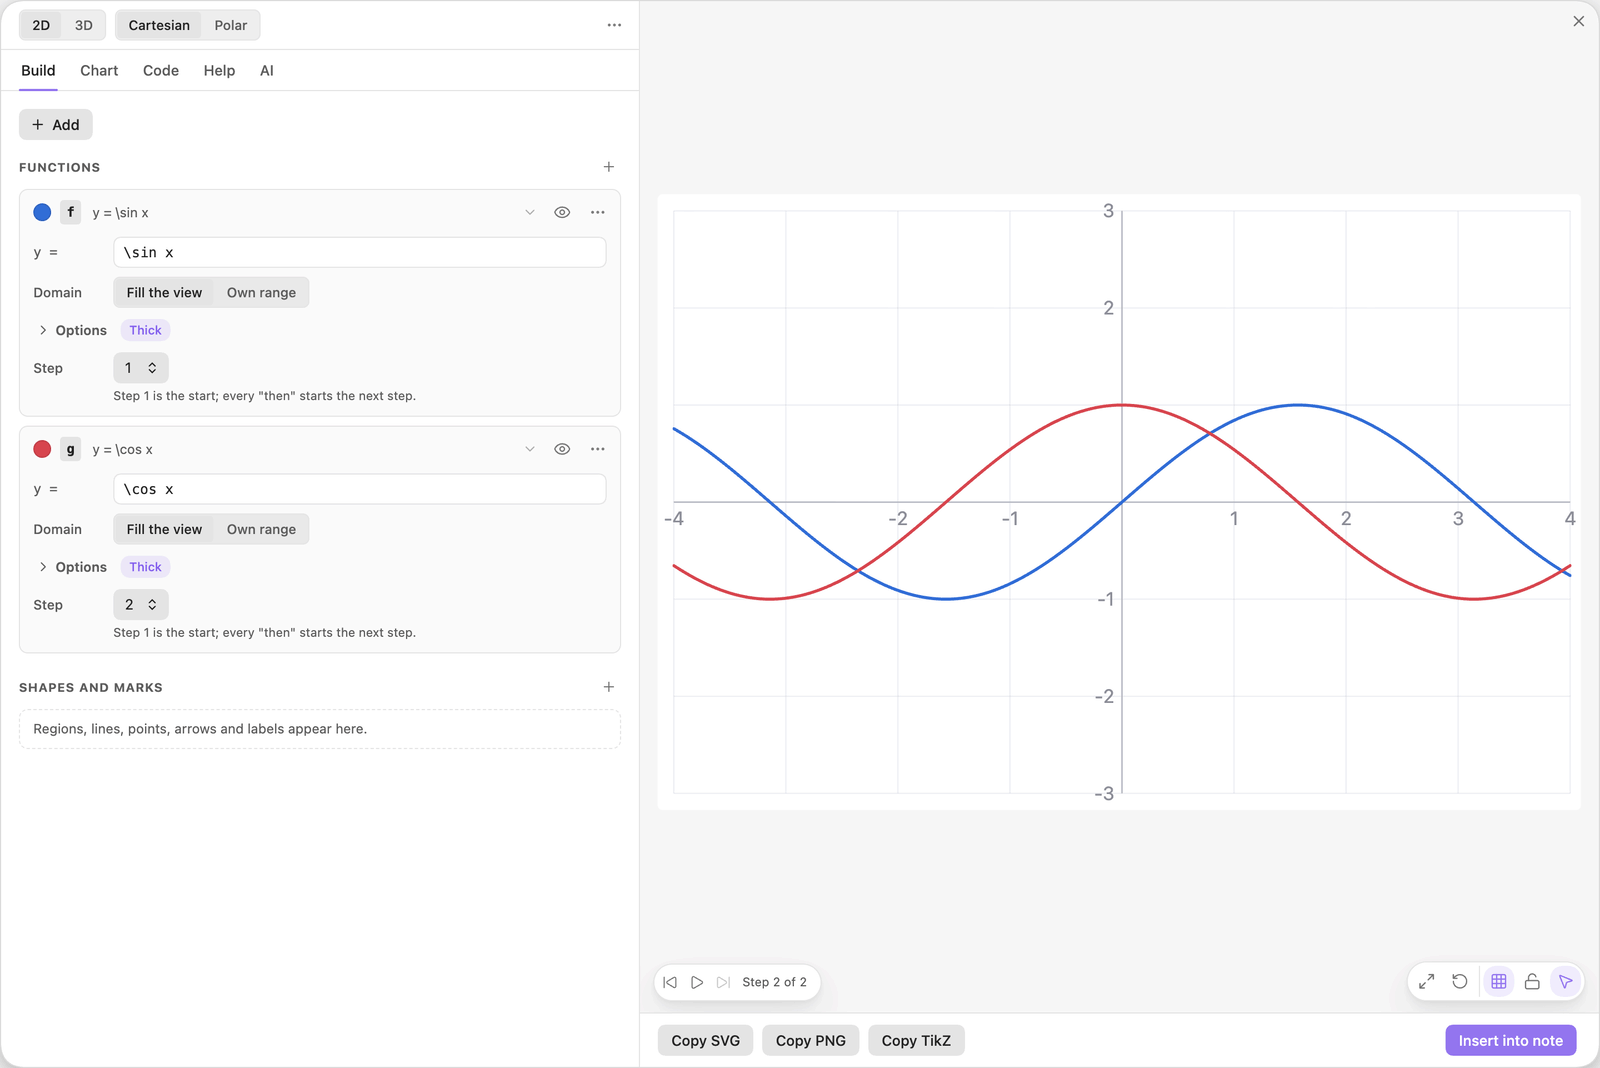 2D 3D Cartesian Polar
Build Chart Code Help AI
+ Add
FUNCTIONS
f y = \sin x
y = \sin x
Domain Fill the view Own range
Options Thick
Step 1
Step 1 is the start; every "then" starts the next step.
g y = \cos x
y = \cos x
Domain Fill the view Own range
Options Thick
Step 2
Step 1 is the start; every "then" starts the next step.
SHAPES AND MARKS
Regions, lines, points, arrows and labels appear here.
3
2
-4 -2 -1 1 2 3 4
-1
-2
-3
Step 2 of 2
Copy SVG Copy PNG Copy TikZ Insert into note